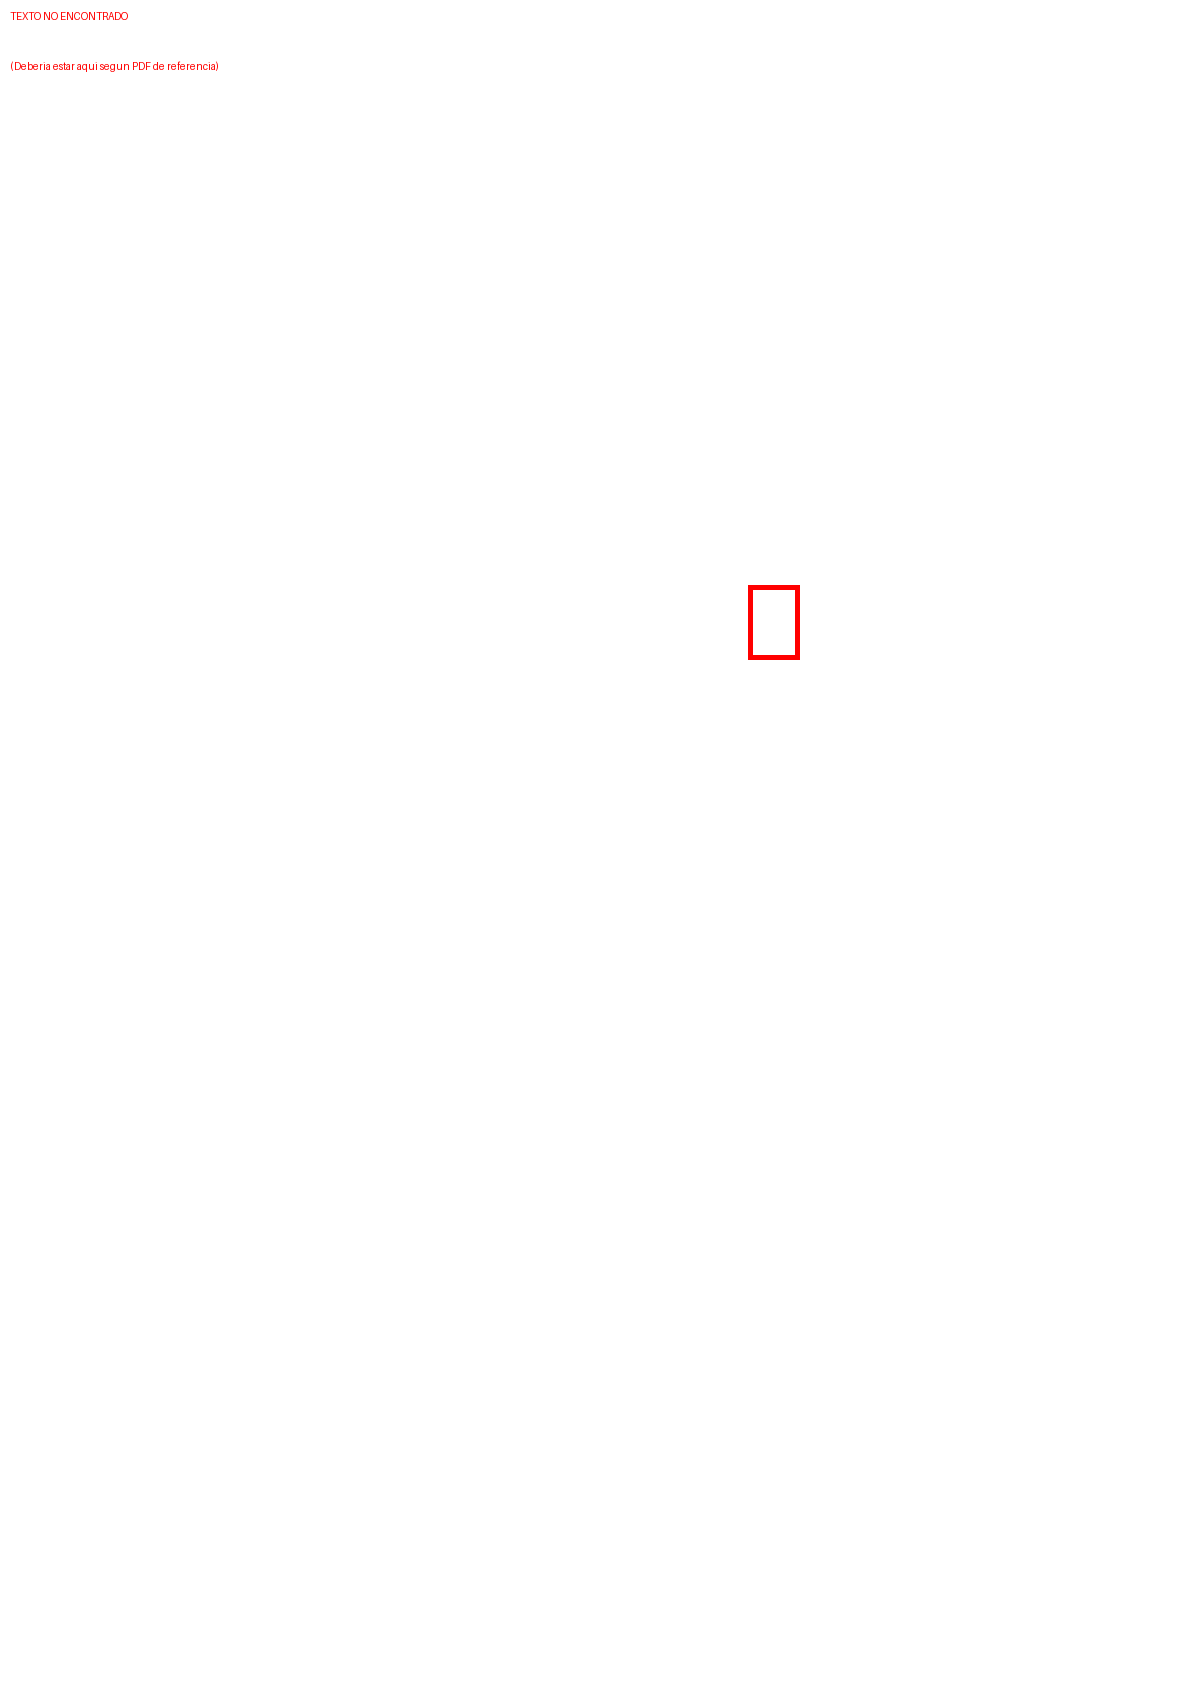 TEXTO NO ENCONTRADO
(Deberia estar aqui segun PDF de referencia)